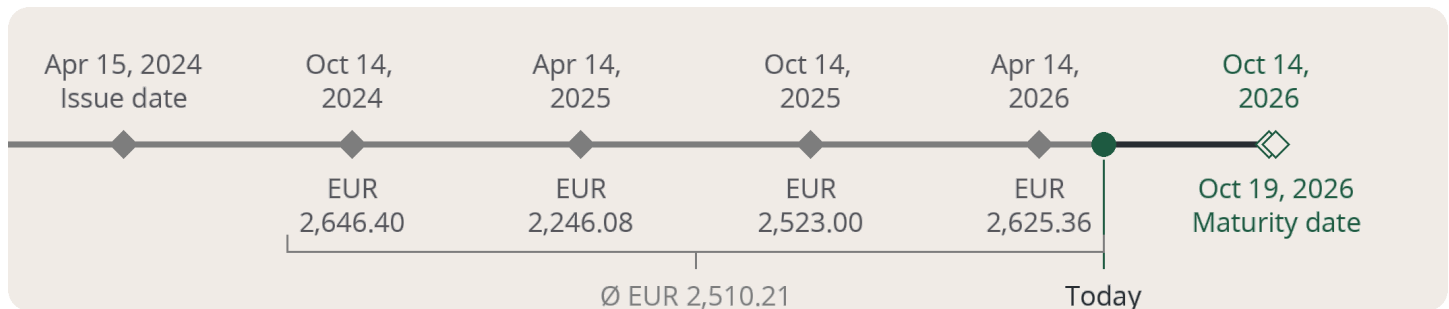 Apr 15, 2024
Issue date
Oct 14,
2024
Apr 14,
2025
Oct 14,
2025
Apr 14,
2026
Oct 14,
2026
EUR
2,646.40
EUR
2,246.08
EUR
2,523.00
EUR
2,625.36
Oct 19, 2026
Maturity date
Ø EUR 2,510.21
Today